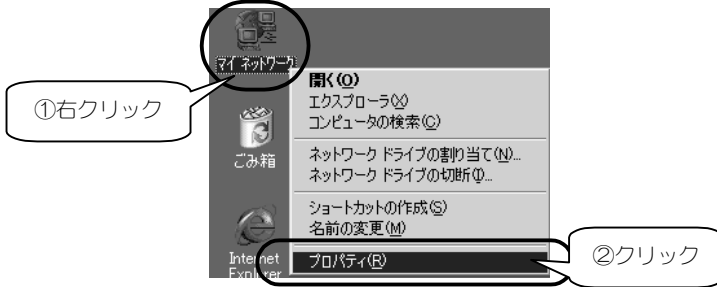 マイ ネットワーク
①右クリック
開く(O)
エクスプローラ(X)
コンピュータの検索(C)
ごみ箱
ネットワーク ドライブの割り当て(N)...
ネットワーク ドライブの切断(I)...
ショートカットの作成(S)
名前の変更(M)
Internet
Explorer
プロパティ(R)
②クリック